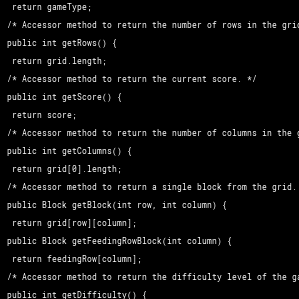 return gameType;
/* Accessor method to return the number of rows in the grid
public int getRows() {
return grid.length;
/* Accessor method to return the current score. */
public int getScore() {
return score;
/* Accessor method to return the number of columns in the g
public int getColumns() {
return grid[0].length;
/* Accessor method to return a single block from the grid.
public Block getBlock(int row, int column) {
return grid[row][column];
public Block getFeedingRowBlock(int column) {
return feedingRow[column];
/* Accessor method to return the difficulty level of the ga
public int getDifficulty() {